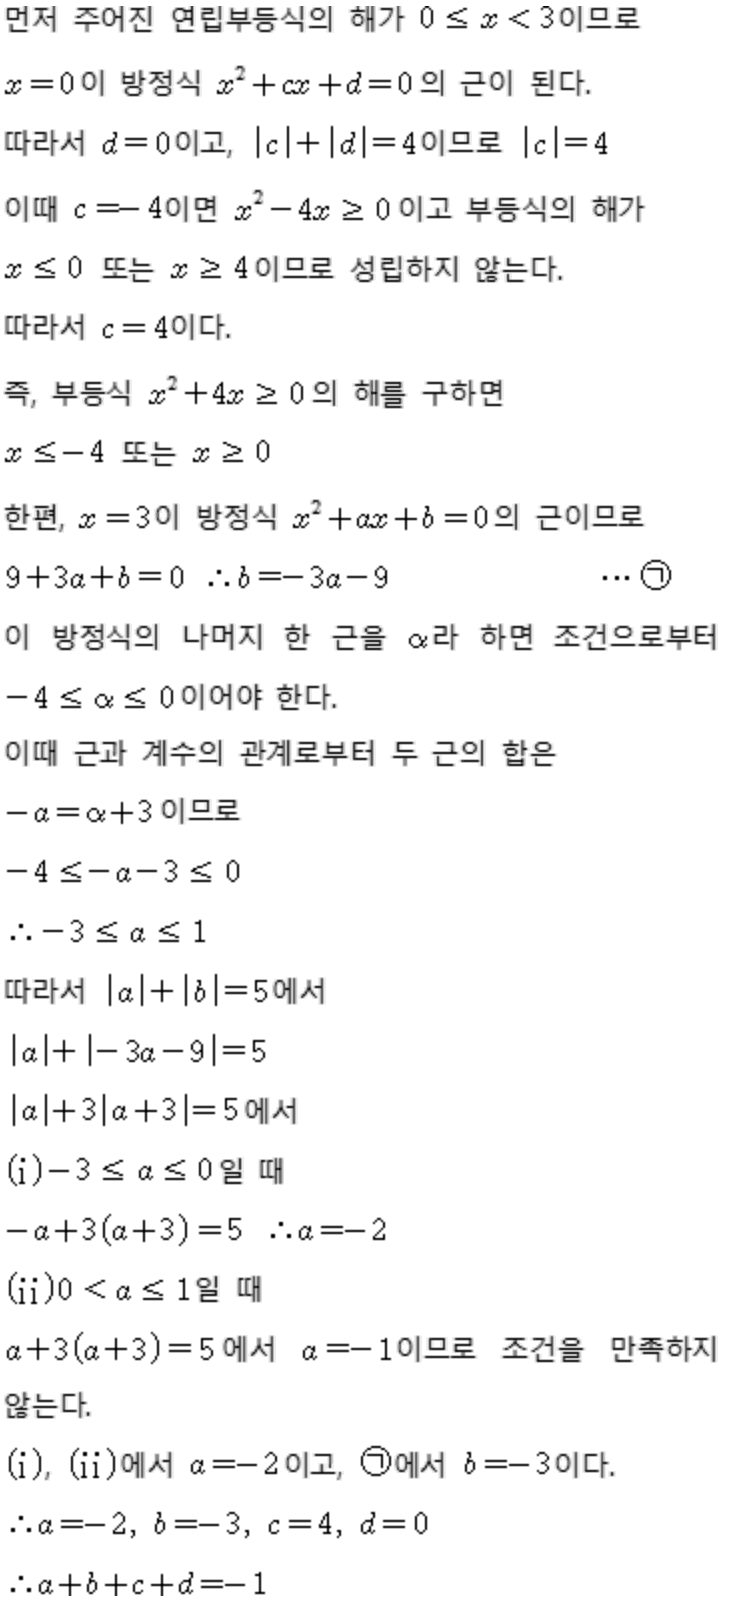 먼저 주어진 연립부등식의 해가 0 ≤ x < 3이므로
x=0이 방정식 x²+cx+d=0의 근이 된다.
따라서 d=0이고, |c|+|d|=4이므로 |c|=4
이때 c=-4이면 x²-4x ≥ 0이고 부등식의 해가
x ≤ 0 또는 x ≥ 4이므로 성립하지 않는다.
따라서 c=4이다.
즉, 부등식 x²+4x ≥ 0의 해를 구하면
x ≤-4 또는 x ≥ 0
한편, x=3이 방정식 x²+ax+b=0의 근이므로
9+3a+b=0 ∴b=-3a-9 … ㉠
이 방정식의 나머지 한 근을 α라 하면 조건으로부터
-4 ≤ α ≤ 0이어야 한다.
이때 근과 계수의 관계로부터 두 근의 합은
-a=α+3이므로
-4 ≤-a-3 ≤ 0
∴-3 ≤ a ≤ 1
따라서 |a|+|b|=5에서
|a|+|-3a-9|=5
|a|+3|a+3|=5에서
(i)-3 ≤ a ≤ 0일 때
-a+3(a+3)=5 ∴a=-2
(ii)0 < a ≤ 1일 때
a+3(a+3)=5에서 a=-1이므로 조건을 만족하지
않는다.
(i), (ii)에서 a=-2이고, ㉠에서 b=-3이다.
∴a=-2, b=-3, c=4, d=0
∴a+b+c+d=-1